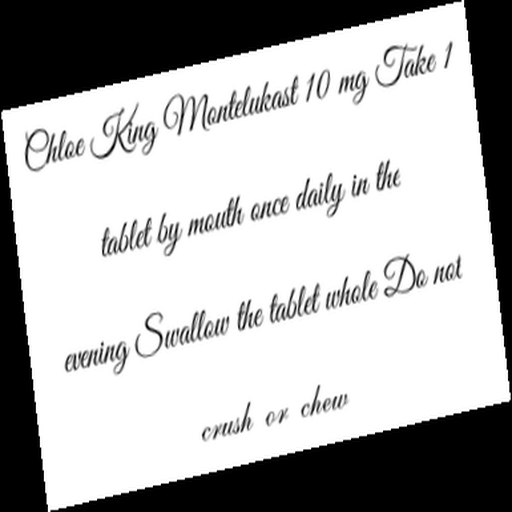 Chloe King Montelukast 10 mg Take 1
tablet by mouth once daily in the
evening Swallow the tablet whole Do not
crush or chew